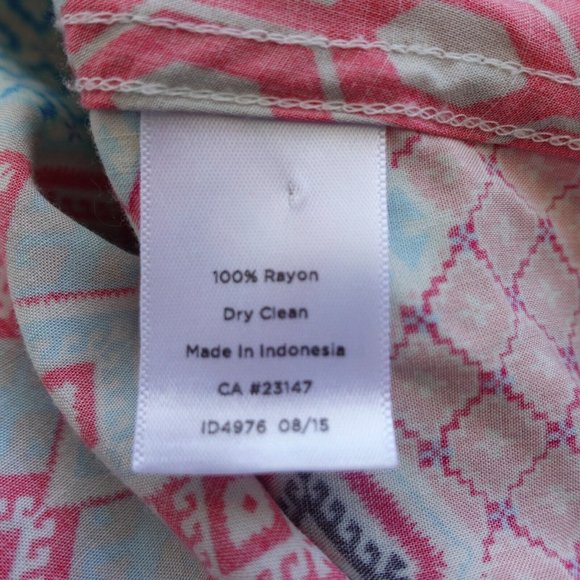 100% Rayon
Dry Clean
Made In Indonesia
CA #23147
ID4976 08/15